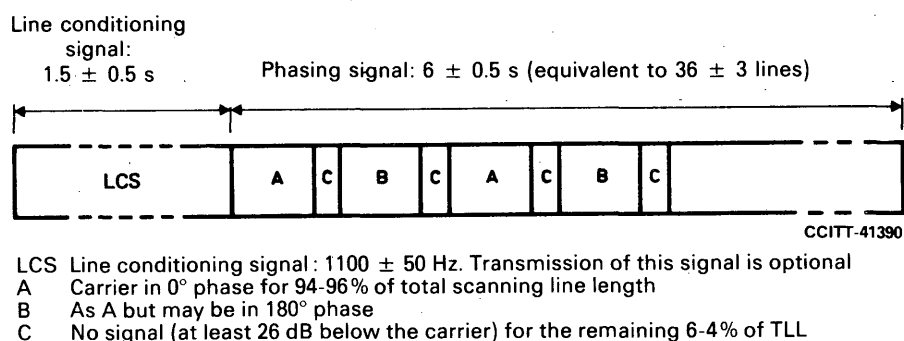 Line conditioning
signal:
1.5 ± 0.5 s
Phasing signal: 6 ± 0.5 s (equivalent to 36 ± 3 lines)
LCS A C B C A C B C
CCITT-41390
LCS Line conditioning signal : 1100 ± 50 Hz. Transmission of this signal is optional
A Carrier in 0° phase for 94-96% of total scanning line length
B As A but may be in 180° phase
C No signal (at least 26 dB below the carrier) for the remaining 6-4% of TLL